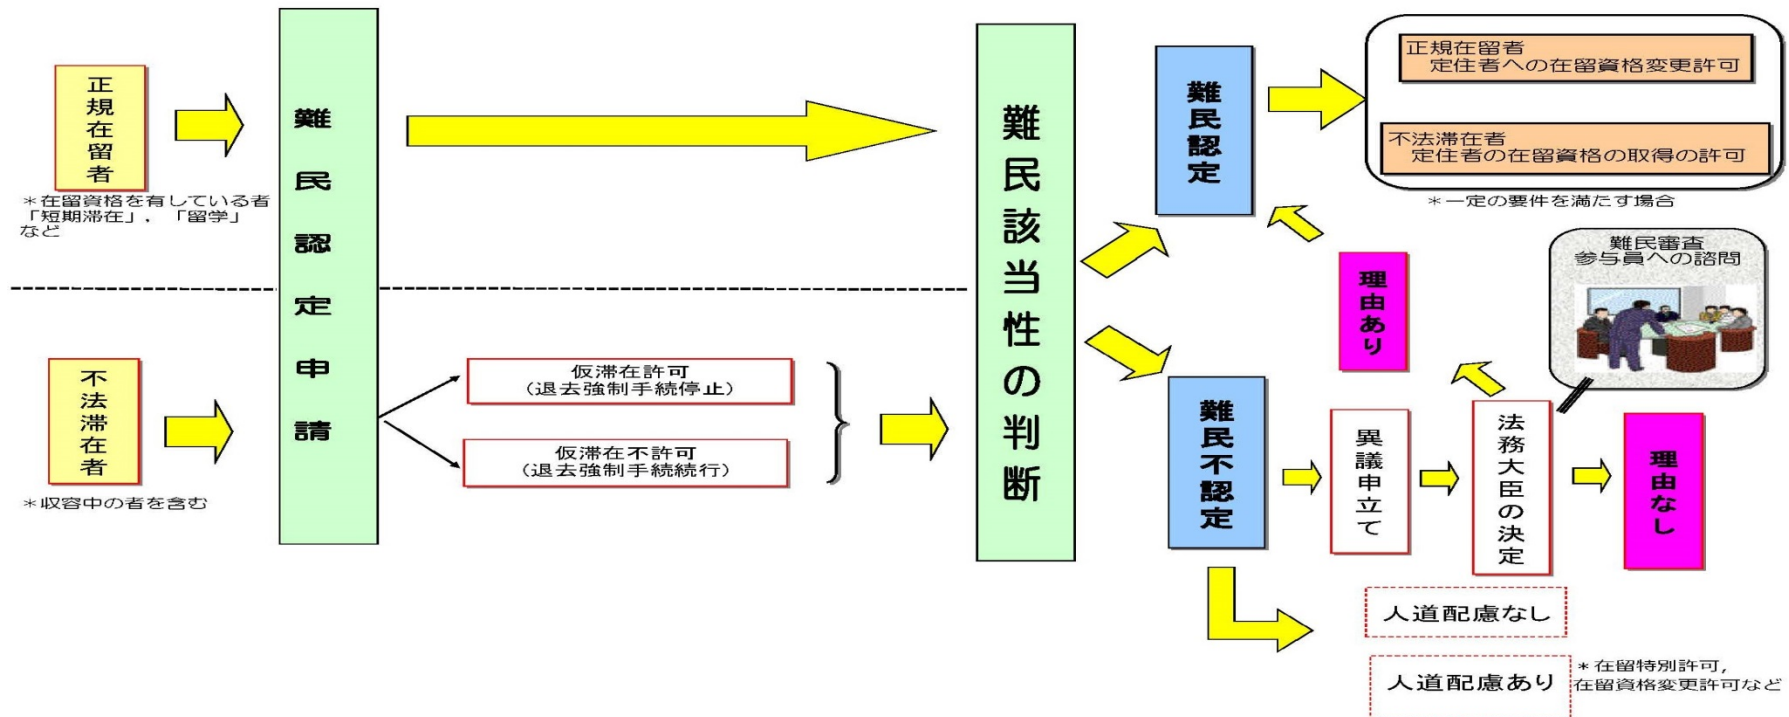 正規在留者
＊在留資格を有している者
「短期滞在」，「留学」
など
不法滞在者
＊収容中の者を含む
難民認定申請
仮滞在許可
（退去強制手続停止）
仮滞在不許可
（退去強制手続続行）
難民該当性の判断
難民認定
正規在留者
定住者への在留資格変更許可
不法滞在者
定住者の在留資格の取得の許可
＊一定の要件を満たす場合
難民審査
参与員への諮問
理由あり
難民不認定
異議申立て
法務大臣の決定
理由なし
人道配慮なし
人道配慮あり
＊在留特別許可，
在留資格変更許可など